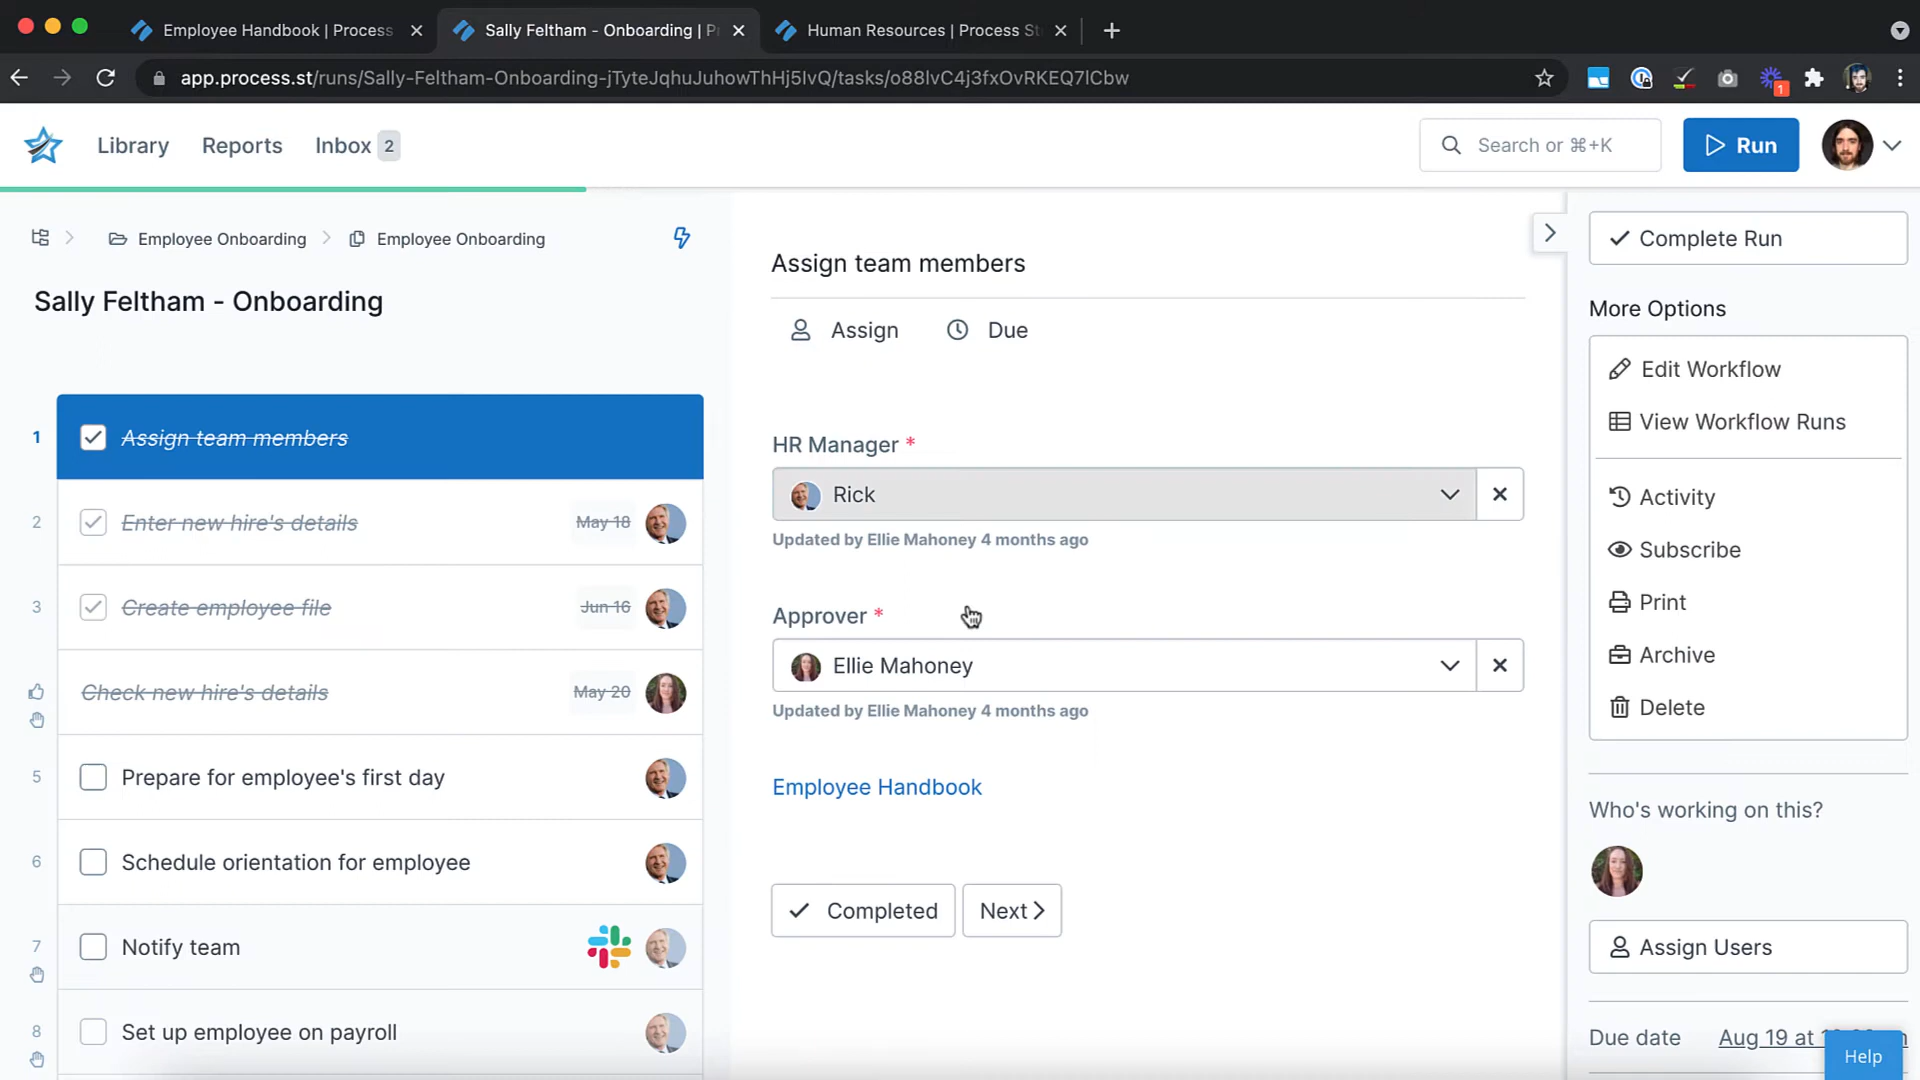 Employee Handbook | Process
Sally Feltham - Onboarding | P
Human Resources | Process St
app.process.st/runs/Sally-Feltham-Onboarding-jTyteJqhuJuhowThHj5IvQ/tasks/o88IvC4j3fxOvRKEQ7lCbw
1
Library
Reports
Inbox 2
Search or ⌘+K
Run
Employee Onboarding
Employee Onboarding
Sally Feltham - Onboarding
1 Assign team members
2 Enter new hire's details May 18
3 Create employee file Jun 16
Check new hire's details May 20
5 Prepare for employee's first day
6 Schedule orientation for employee
7 Notify team
8 Set up employee on payroll
Assign team members
Assign
Due
HR Manager *
Rick
Updated by Ellie Mahoney 4 months ago
Approver *
Ellie Mahoney
Updated by Ellie Mahoney 4 months ago
Employee Handbook
Completed
Next
Complete Run
More Options
Edit Workflow
View Workflow Runs
Activity
Subscribe
Print
Archive
Delete
Who's working on this?
Assign Users
Due date Aug 19 at
Help